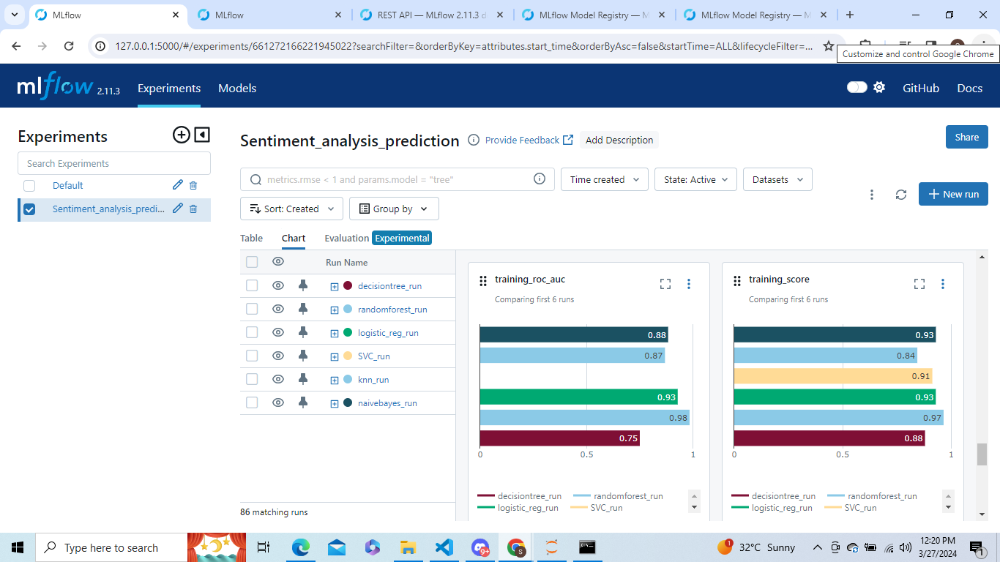 MLflow
MLflow
REST API — MLflow 2.11.3 d
MLflow Model Registry — M
MLflow Model Registry — M
127.0.0.1:5000/#/experiments/661272166221945022?searchFilter=&orderByKey=attributes.start_time&orderByAsc=false&startTime=ALL&lifecycleFilter=...
Customize and control Google Chrome
mlflow 2.11.3
Experiments
Models
GitHub
Docs
Experiments
Search Experiments
Default
Sentiment_analysis_predi...
Sentiment_analysis_prediction
Provide Feedback
Add Description
Share
metrics.rmse < 1 and params.model = "tree"
Time created
State: Active
Datasets
New run
Sort: Created
Group by
Table
Chart
Evaluation
Experimental
Run Name
decisiontree_run
randomforest_run
logistic_reg_run
SVC_run
knn_run
naivebayes_run
86 matching runs
training_roc_auc
Comparing first 6 runs
0.88
0.87
0.93
0.98
0.75
0 0.5 1
decisiontree_run randomforest_run
logistic_reg_run SVC_run
training_score
Comparing first 6 runs
0.93
0.84
0.91
0.93
0.97
0.88
0 0.5 1
decisiontree_run randomforest_run
logistic_reg_run SVC_run
Type here to search
9+
S
1
32°C Sunny
12:20 PM
3/27/2024
1